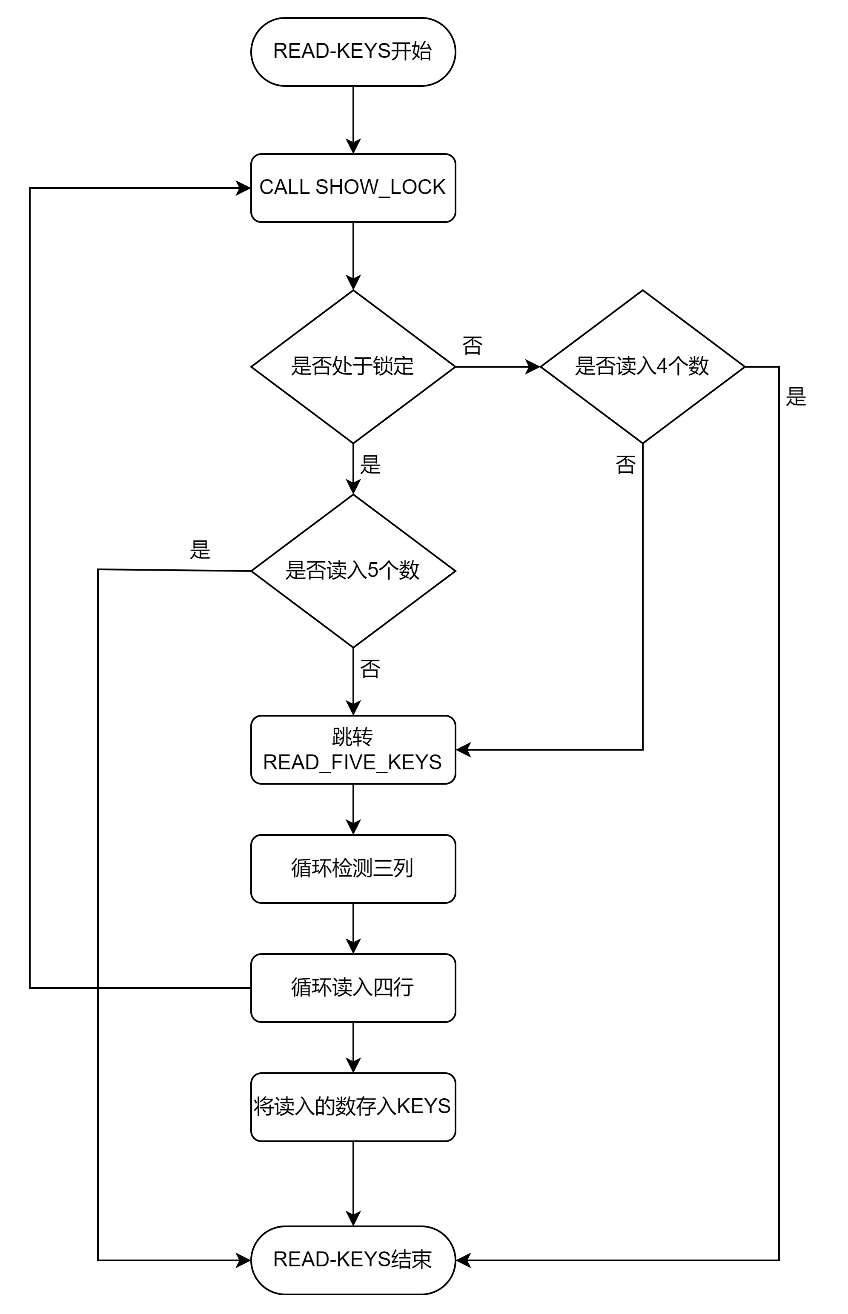 READ-KEYS开始
CALL SHOW_LOCK
是否处于锁定
否
是否读入4个数
是
是
否
是
是否读入5个数
否
跳转
READ_FIVE_KEYS
循环检测三列
循环读入四行
将读入的数存入KEYS
READ-KEYS结束